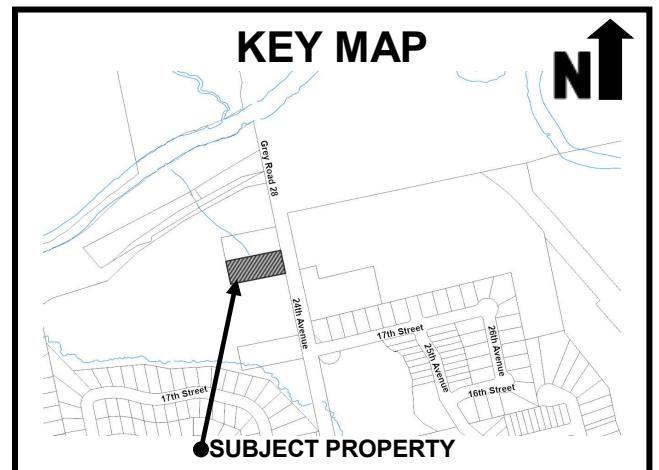 KEY MAP
N
Grey Road 28
24th Avenue
17th Street
25th Avenue
26th Avenue
16th Street
17th Street
SUBJECT PROPERTY